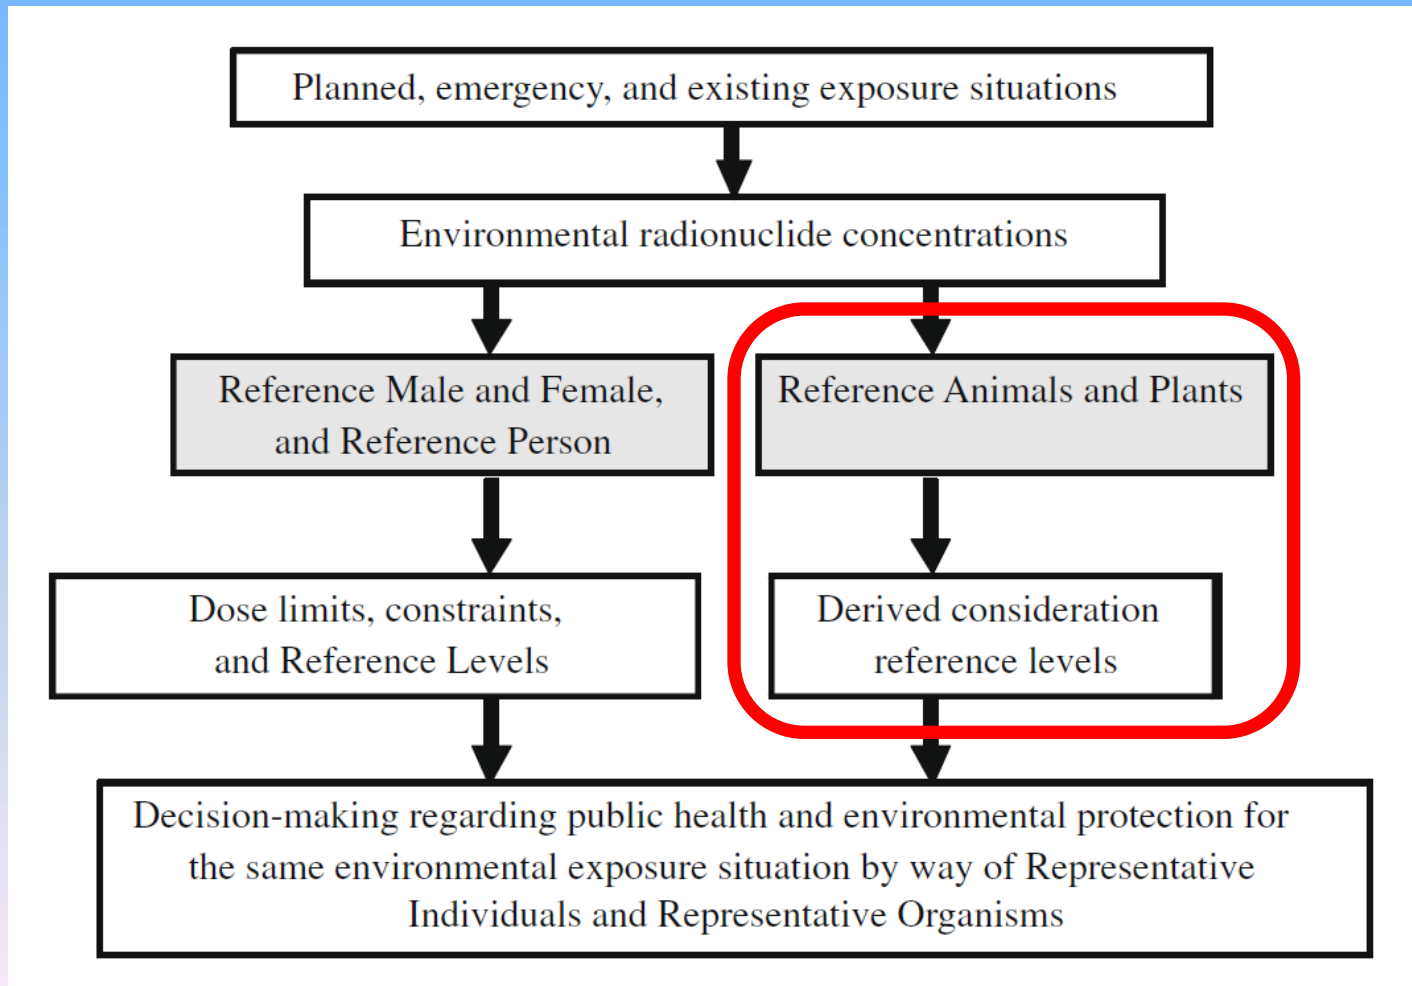 Planned, emergency, and existing exposure situations
Environmental radionuclide concentrations
Reference Male and Female,
and Reference Person
Reference Animals and Plants
Dose limits, constraints,
and Reference Levels
Derived consideration
reference levels
Decision-making regarding public health and environmental protection for
the same environmental exposure situation by way of Representative
Individuals and Representative Organisms